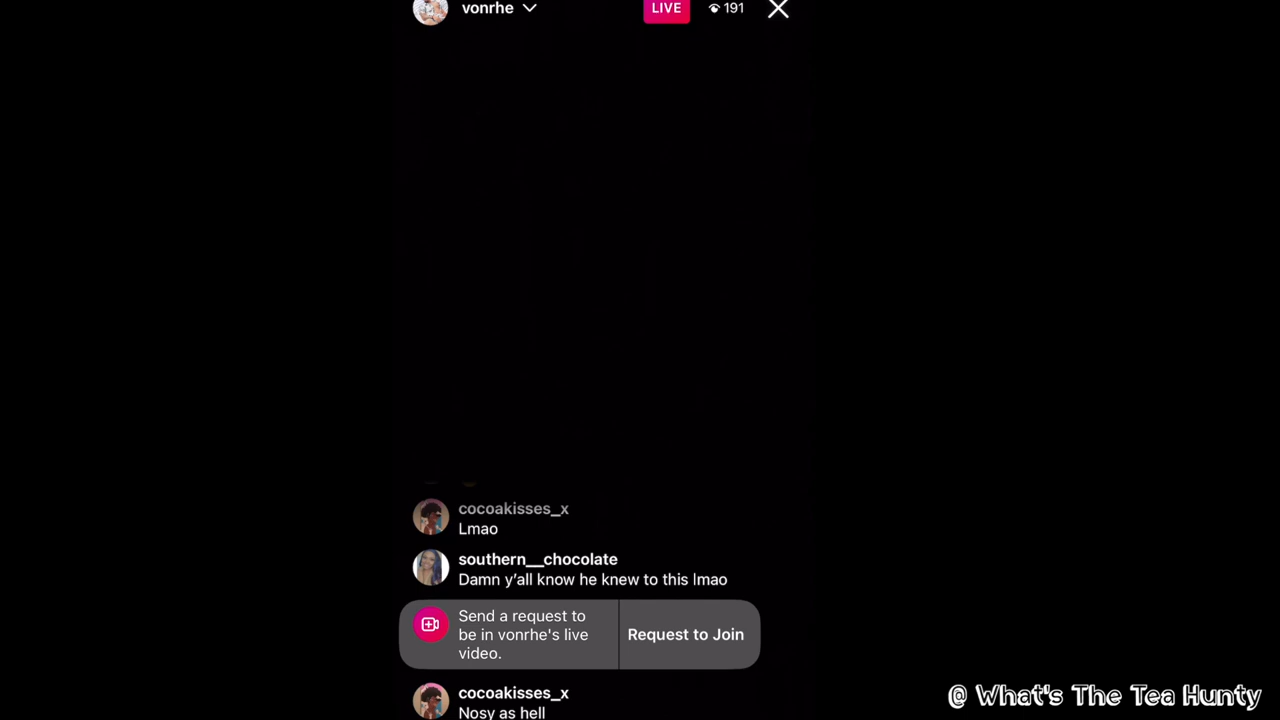 vonrhe
LIVE
191
cocoakisses_x
Lmao
southern__chocolate
Damn y’all know he knew to this lmao
Send a request to
be in vonrhe's live
video.
Request to Join
cocoakisses_x
Nosy as hell
@ What's The Tea Hunty